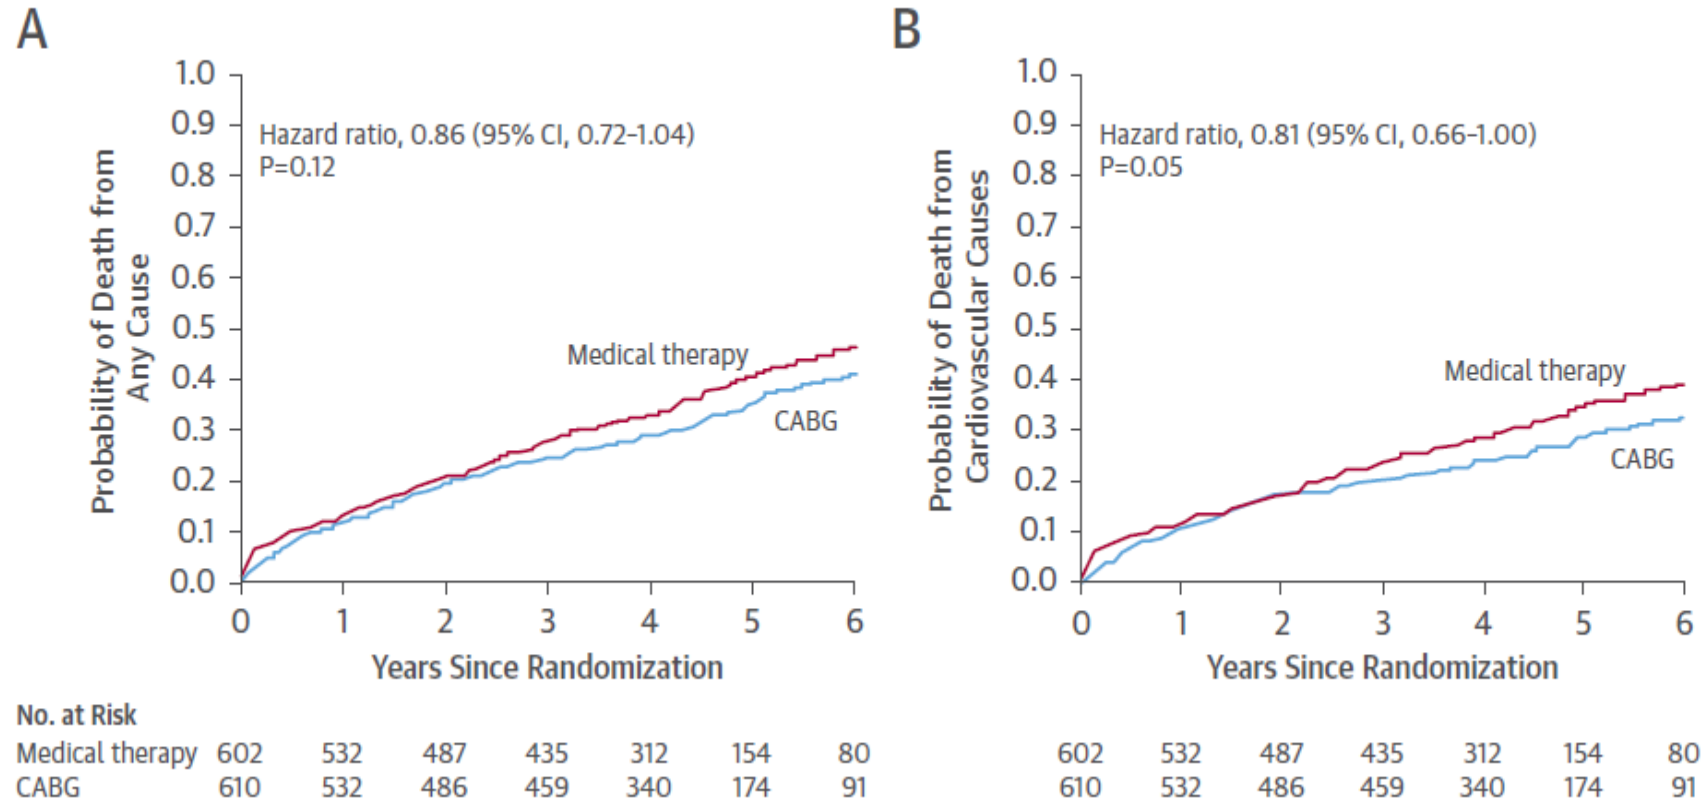 A
Probability of Death from
Any Cause
1.0
0.9
0.8
0.7
0.6
0.5
0.4
0.3
0.2
0.1
0.0
Hazard ratio, 0.86 (95% CI, 0.72–1.04)
P=0.12
Medical therapy
CABG
0 1 2 3 4 5 6
Years Since Randomization
B
Probability of Death from
Cardiovascular Causes
1.0
0.9
0.8
0.7
0.6
0.5
0.4
0.3
0.2
0.1
0.0
Hazard ratio, 0.81 (95% CI, 0.66–1.00)
P=0.05
Medical therapy
CABG
0 1 2 3 4 5 6
Years Since Randomization
No. at Risk
Medical therapy 602 532 487 435 312 154 80 602 532 487 435 312 154 80
CABG 610 532 486 459 340 174 91 610 532 486 459 340 174 91